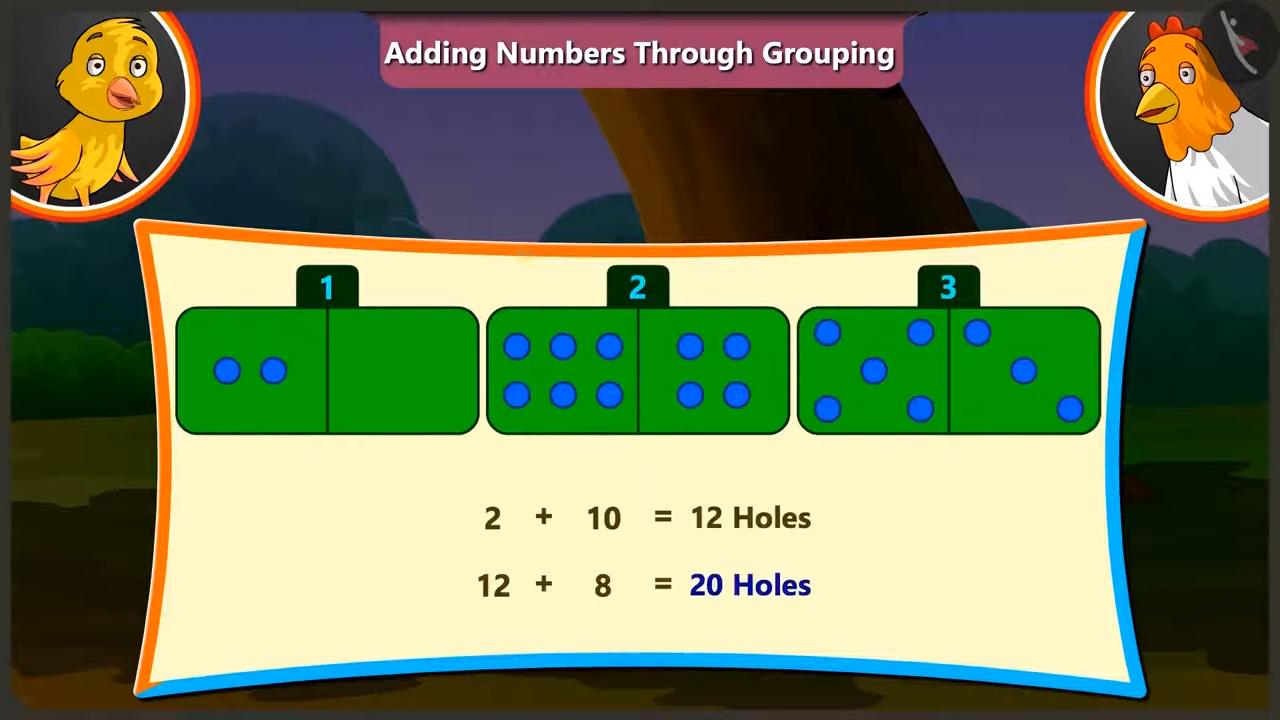 Adding Numbers Through Grouping
1 2 3
2 + 10 = 12 Holes
12 + 8 = 20 Holes